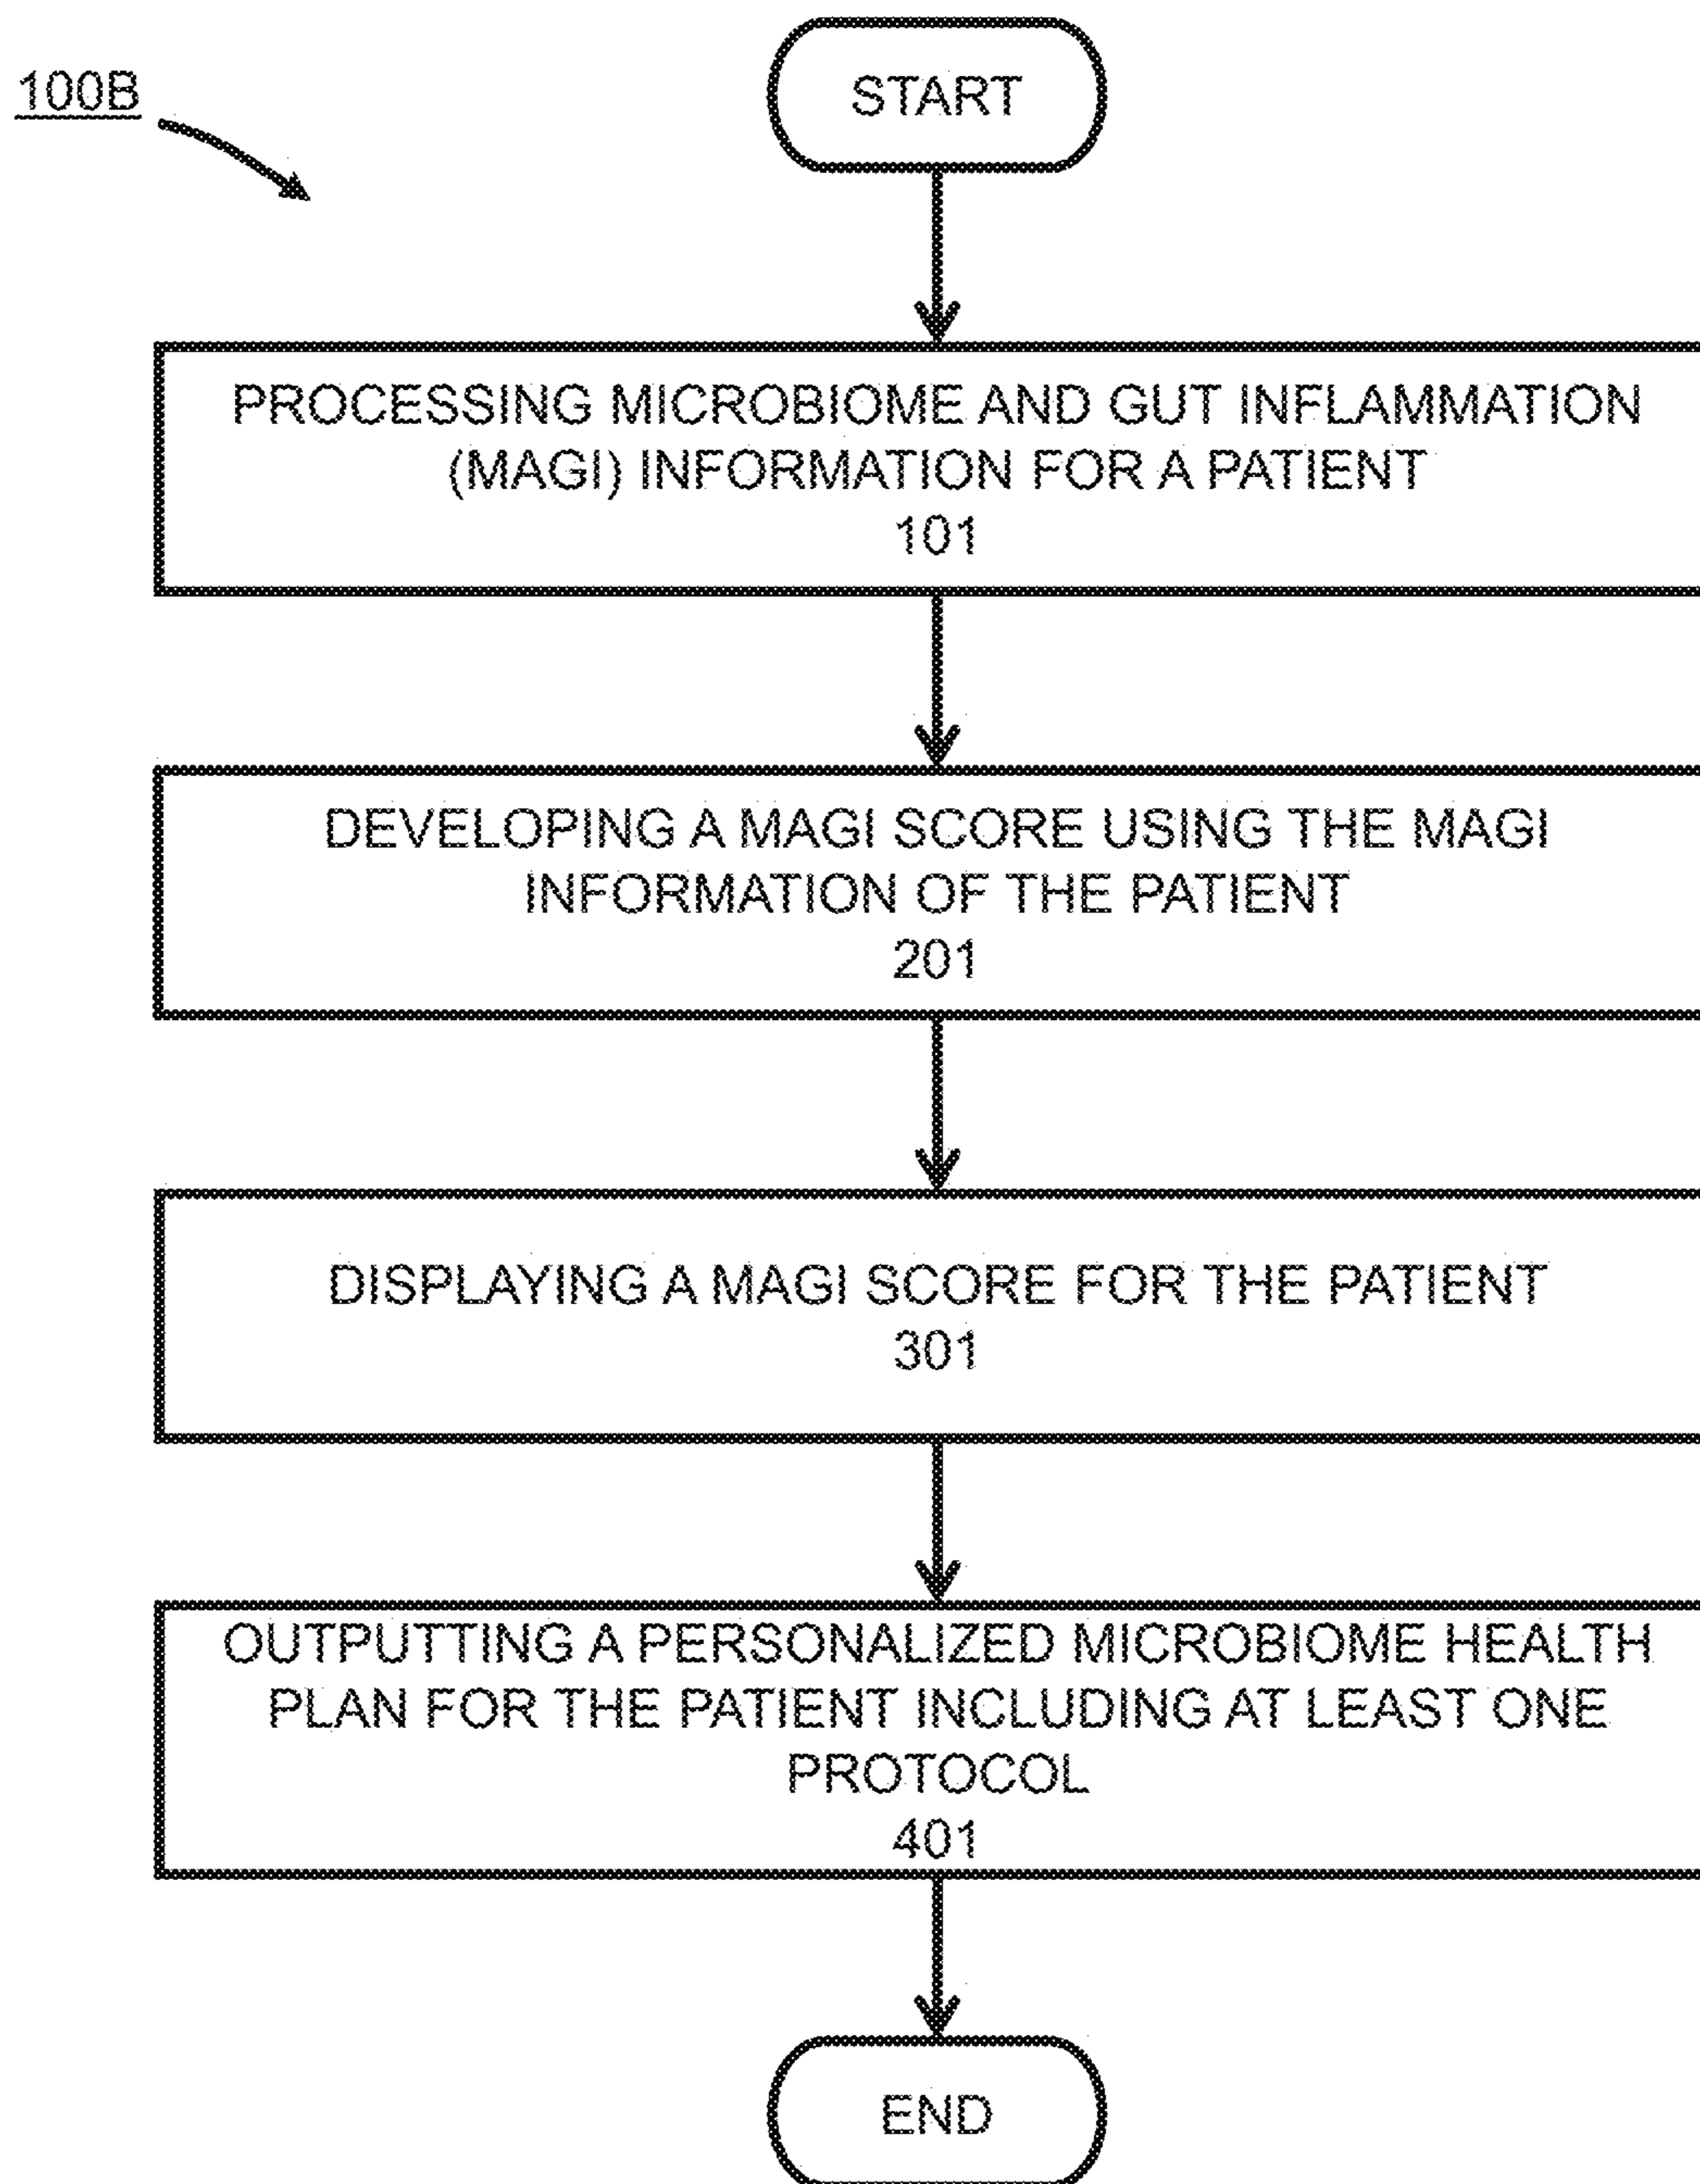 100B
START
PROCESSING MICROBIOME AND GUT INFLAMMATION
(MAGI) INFORMATION FOR A PATIENT
101
DEVELOPING A MAGI SCORE USING THE MAGI
INFORMATION OF THE PATIENT
201
DISPLAYING A MAGI SCORE FOR THE PATIENT
301
OUTPUTTING A PERSONALIZED MICROBIOME HEALTH
PLAN FOR THE PATIENT INCLUDING AT LEAST ONE
PROTOCOL
401
END